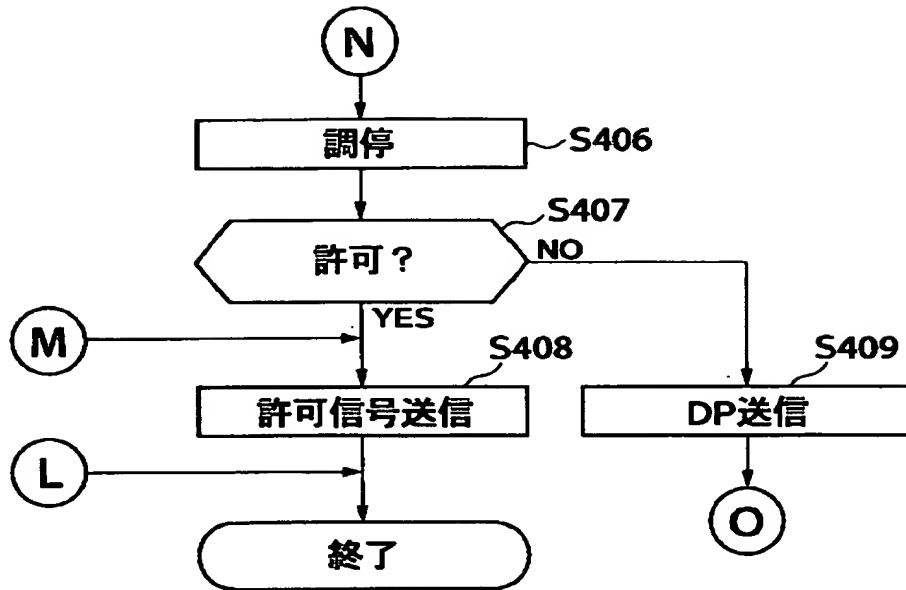 N
調停
S406
S407
許可？
NO
YES
M
S408
S409
許可信号送信
DP送信
L
O
終了